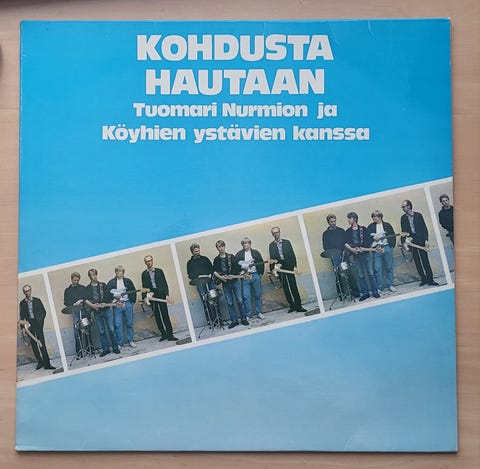 KOHDUSTA
HAUTAAN
Tuomari Nurmion ja
Köyhien ystävien kanssa